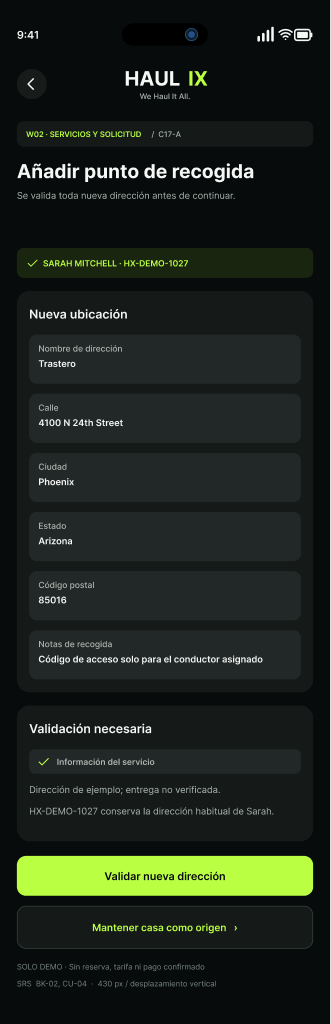 9:41
HAUL IX
We Haul It All.
W02 · SERVICIOS Y SOLICITUD / C17-A
Añadir punto de recogida
Se valida toda nueva dirección antes de continuar.
SARAH MITCHELL · HX-DEMO-1027
Nueva ubicación
Nombre de dirección
Trastero
Calle
4100 N 24th Street
Ciudad
Phoenix
Estado
Arizona
Código postal
85016
Notas de recogida
Código de acceso solo para el conductor asignado
Validación necesaria
Información del servicio
Dirección de ejemplo; entrega no verificada.
HX-DEMO-1027 conserva la dirección habitual de Sarah.
Validar nueva dirección
Mantener casa como origen ›
SOLO DEMO · Sin reserva, tarifa ni pago confirmado
SRS BK-02, CU-04 · 430 px / desplazamiento vertical